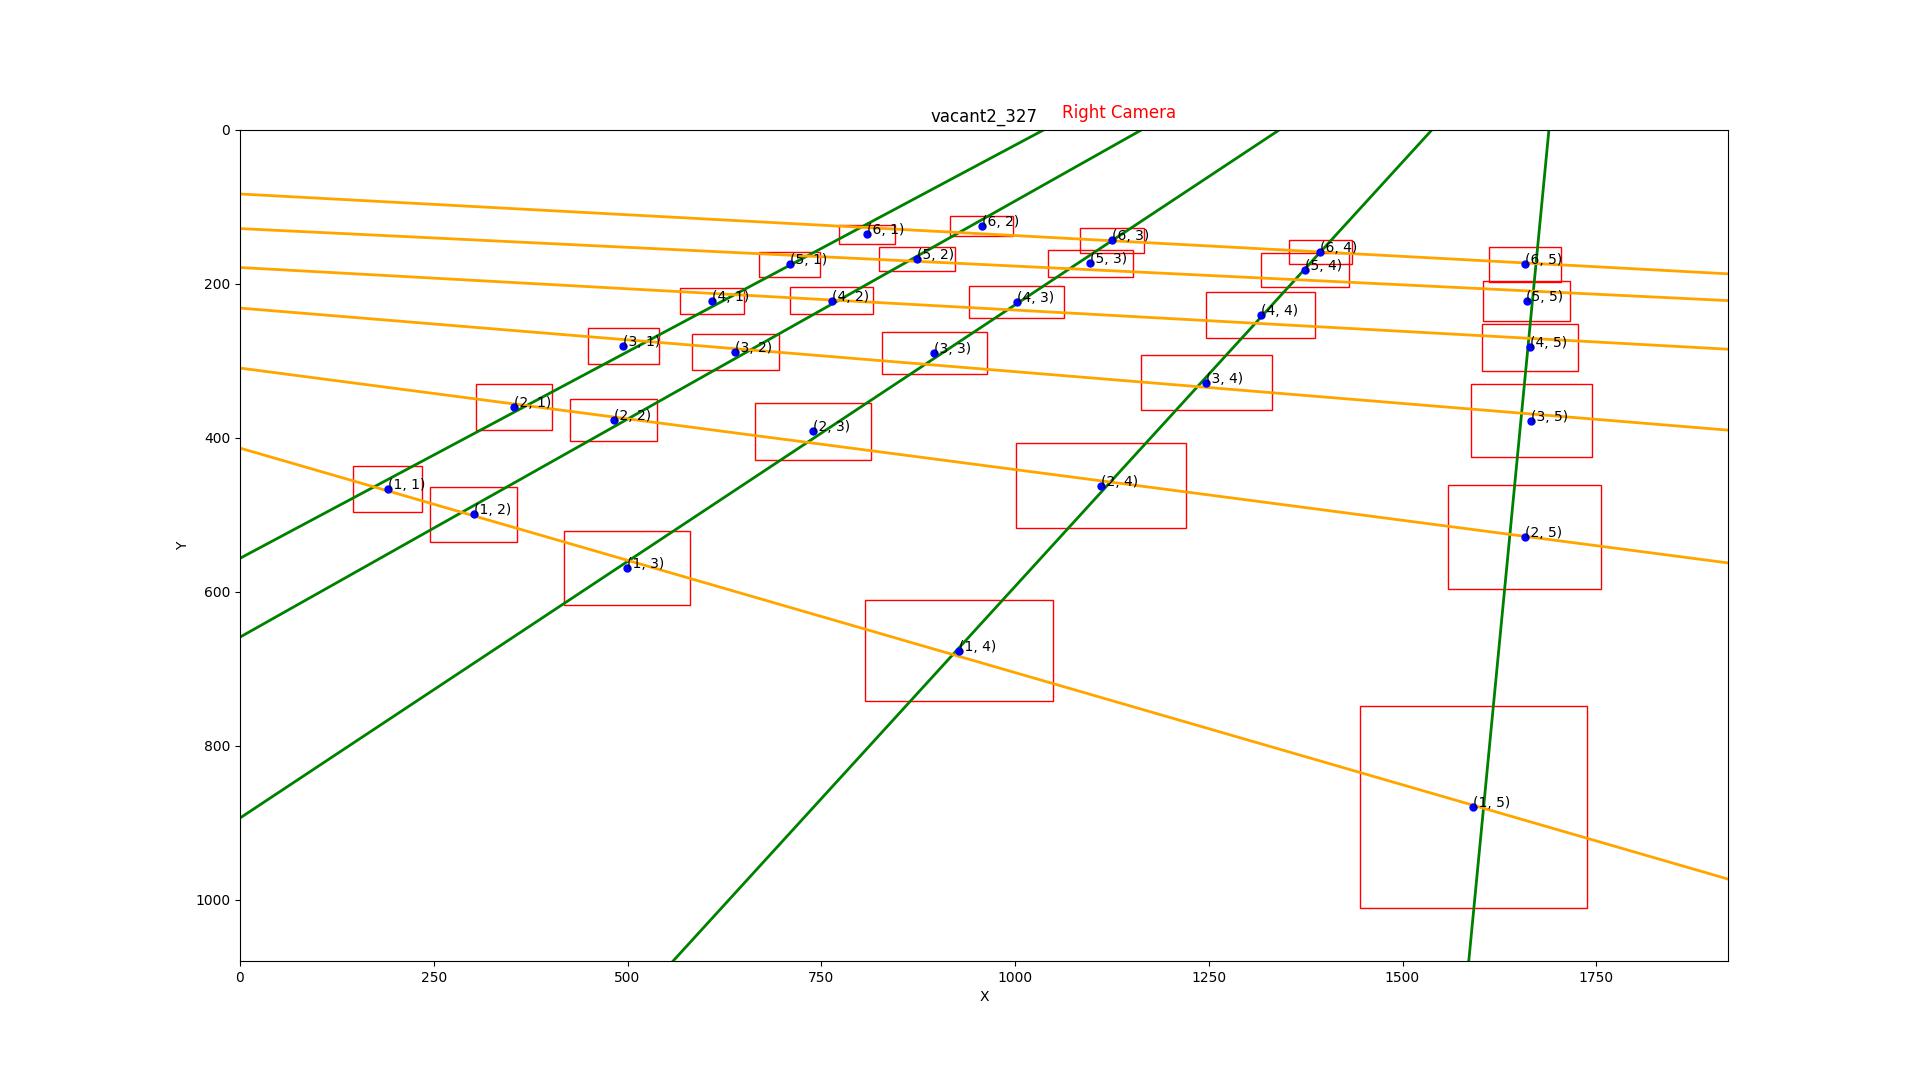 vacant2_327 Right Camera
0
(6, 1) (6, 2) (6, 3) (6, 4) (6, 5)
(5, 1) (5, 2) (5, 3) (5, 4) (5, 5)
200
(4, 1) (4, 2) (4, 3) (4, 4) (4, 5)
(3, 1) (3, 2) (3, 3) (3, 4) (3, 5)
400
(2, 1) (2, 2) (2, 3) (2, 4) (2, 5)
(1, 1) (1, 2) (1, 3) (1, 4) (1, 5)
Y
600
800
1000
0 250 500 750 1000 1250 1500 1750
X